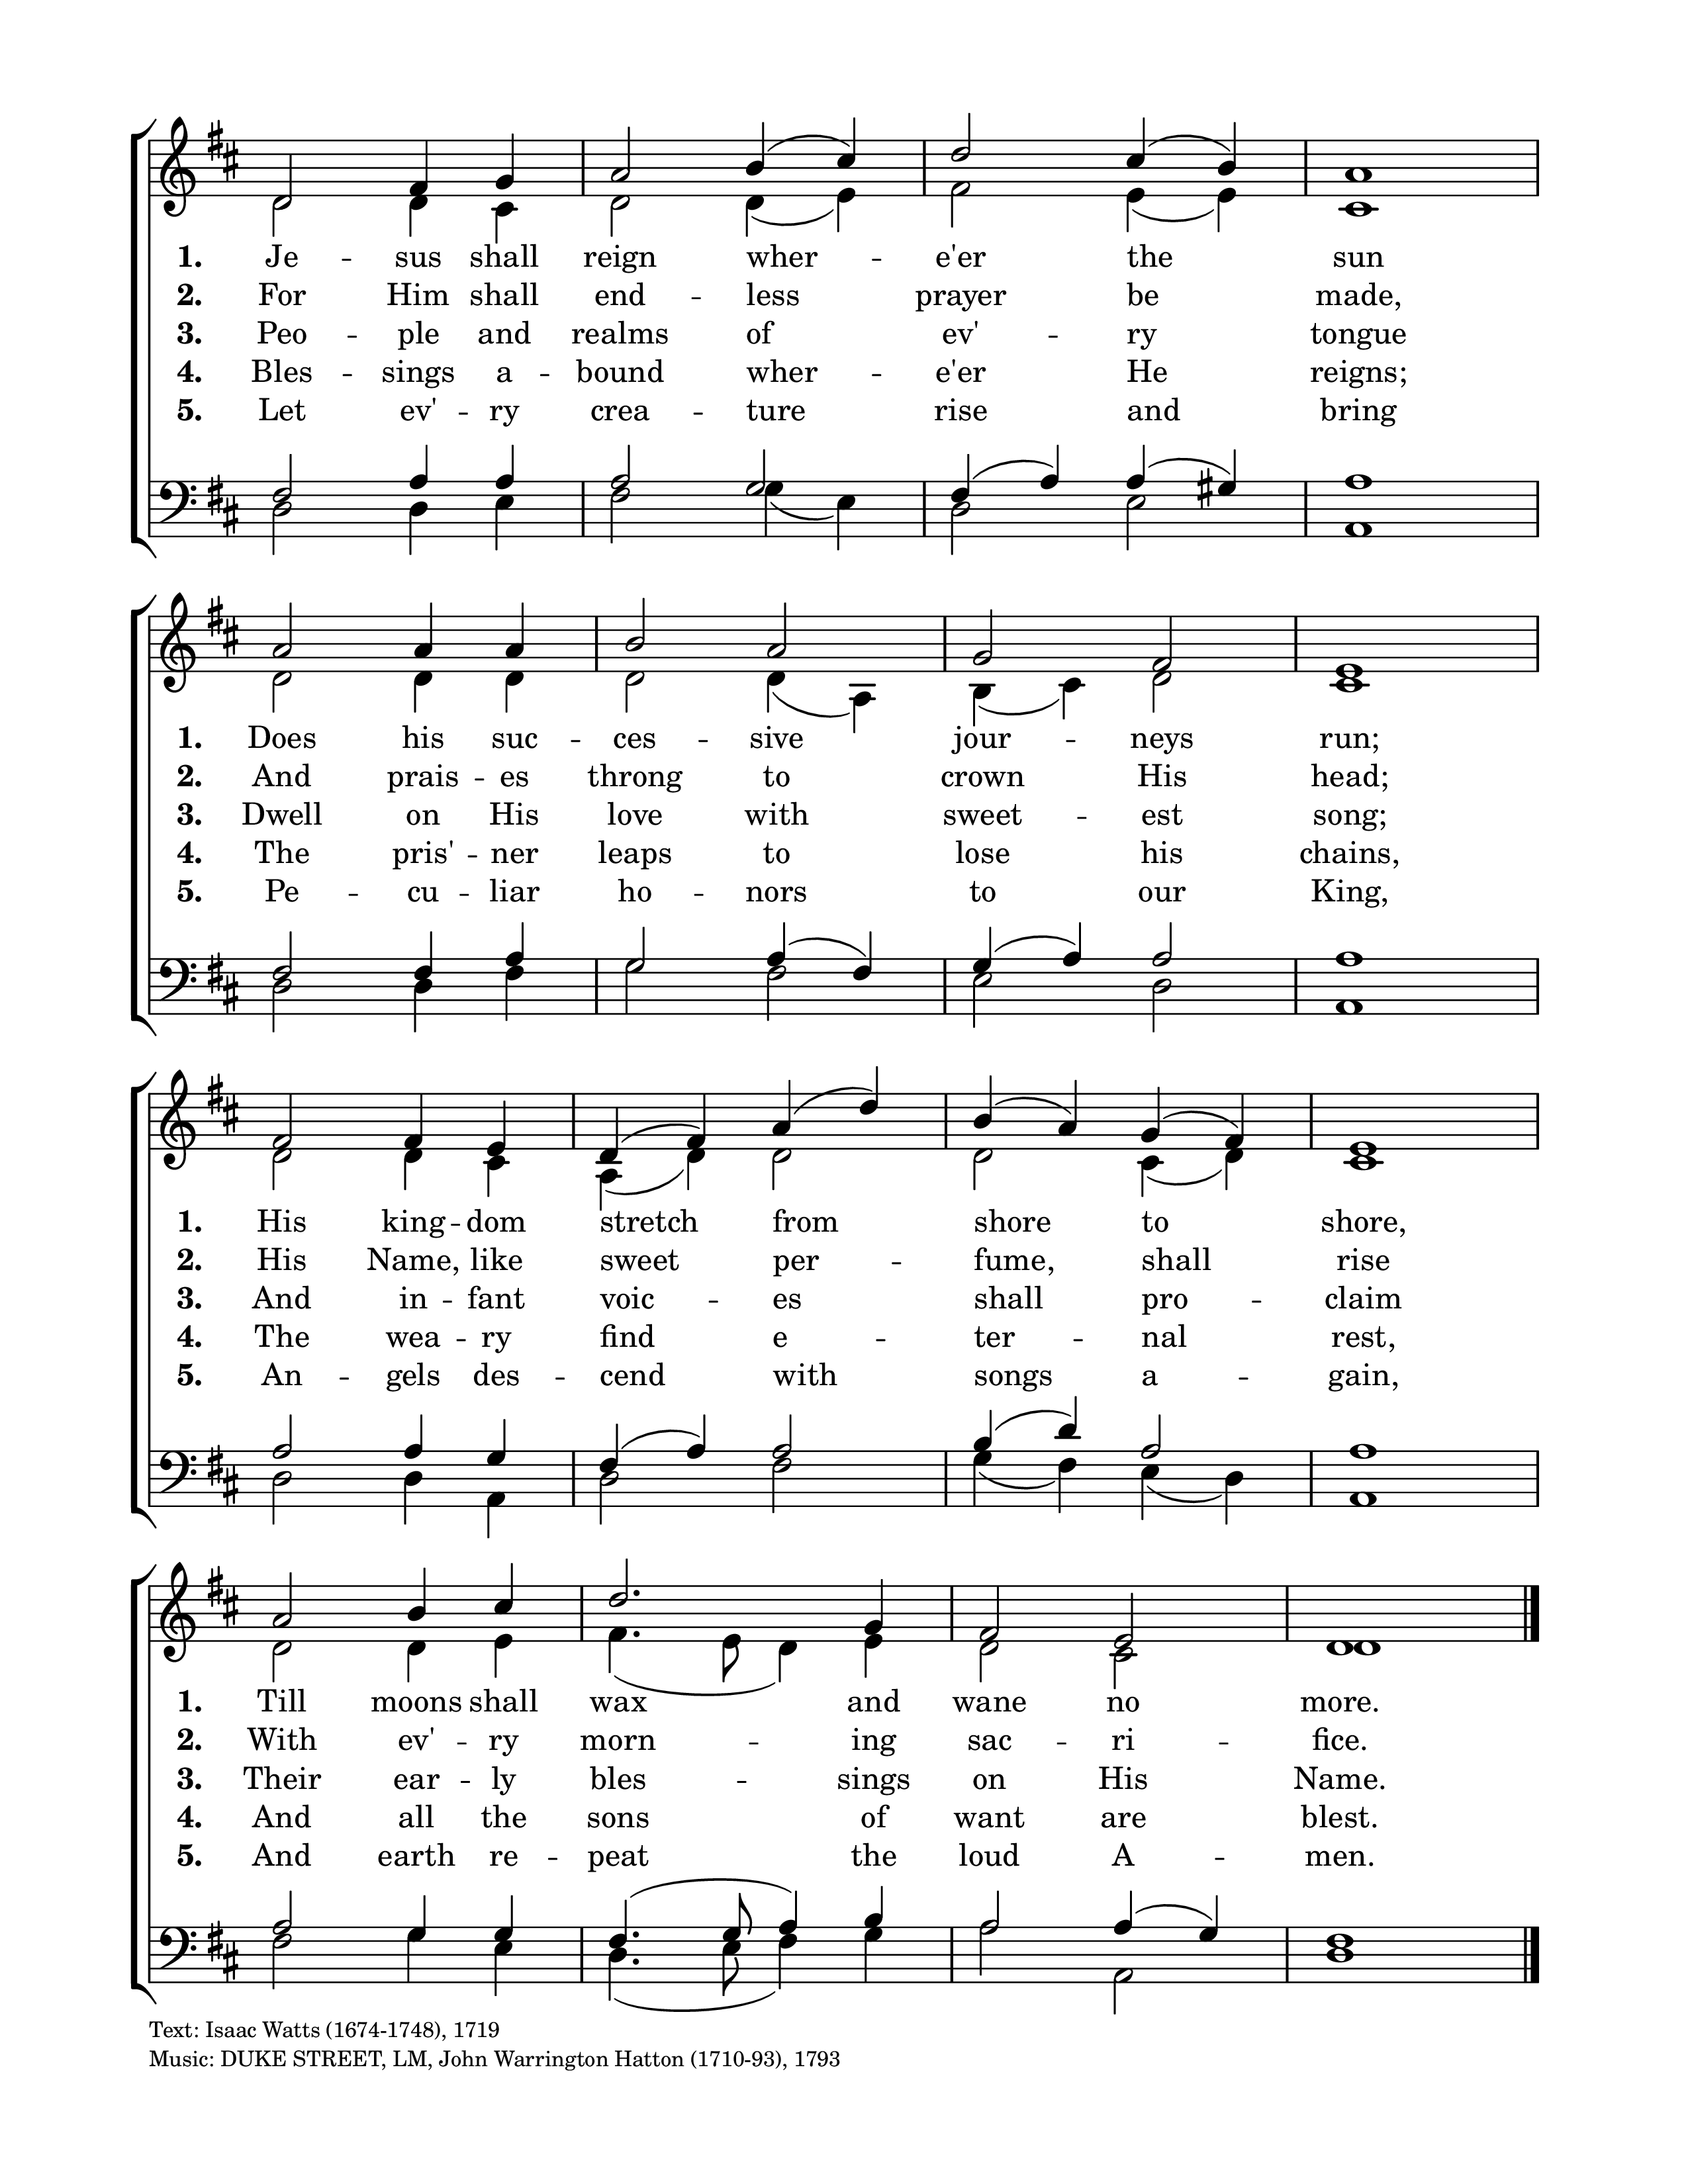 1. Je -- sus shall reign wher -- e'er the sun
2. For Him shall end -- less prayer be made,
3. Peo -- ple and realms of ev' -- ry tongue
4. Bles -- sings a -- bound wher -- e'er He reigns;
5. Let ev' -- ry crea -- ture rise and bring
1. Does his suc -- ces -- sive jour -- neys run;
2. And prais -- es throng to crown His head;
3. Dwell on His love with sweet -- est song;
4. The pris' -- ner leaps to lose his chains,
5. Pe -- cu -- liar ho -- nors to our King,
1. His king -- dom stretch from shore to shore,
2. His Name, like sweet per -- fume, shall rise
3. And in -- fant voic -- es shall pro -- claim
4. The wea -- ry find e -- ter -- nal rest,
5. An -- gels des -- cend with songs a -- gain,
1. Till moons shall wax and wane no more.
2. With ev' -- ry morn -- ing sac -- ri -- fice.
3. Their ear -- ly bles -- sings on His Name.
4. And all the sons of want are blest.
5. And earth re -- peat the loud A -- men.
Text: Isaac Watts (1674-1748), 1719
Music: DUKE STREET, LM, John Warrington Hatton (1710-93), 1793